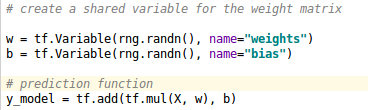 # create a shared variable for the weight matrix
w = tf.Variable(rng.randn(), name="weights")
b = tf.Variable(rng.randn(), name="bias")
# prediction function
y_model = tf.add(tf.mul(X, w), b)